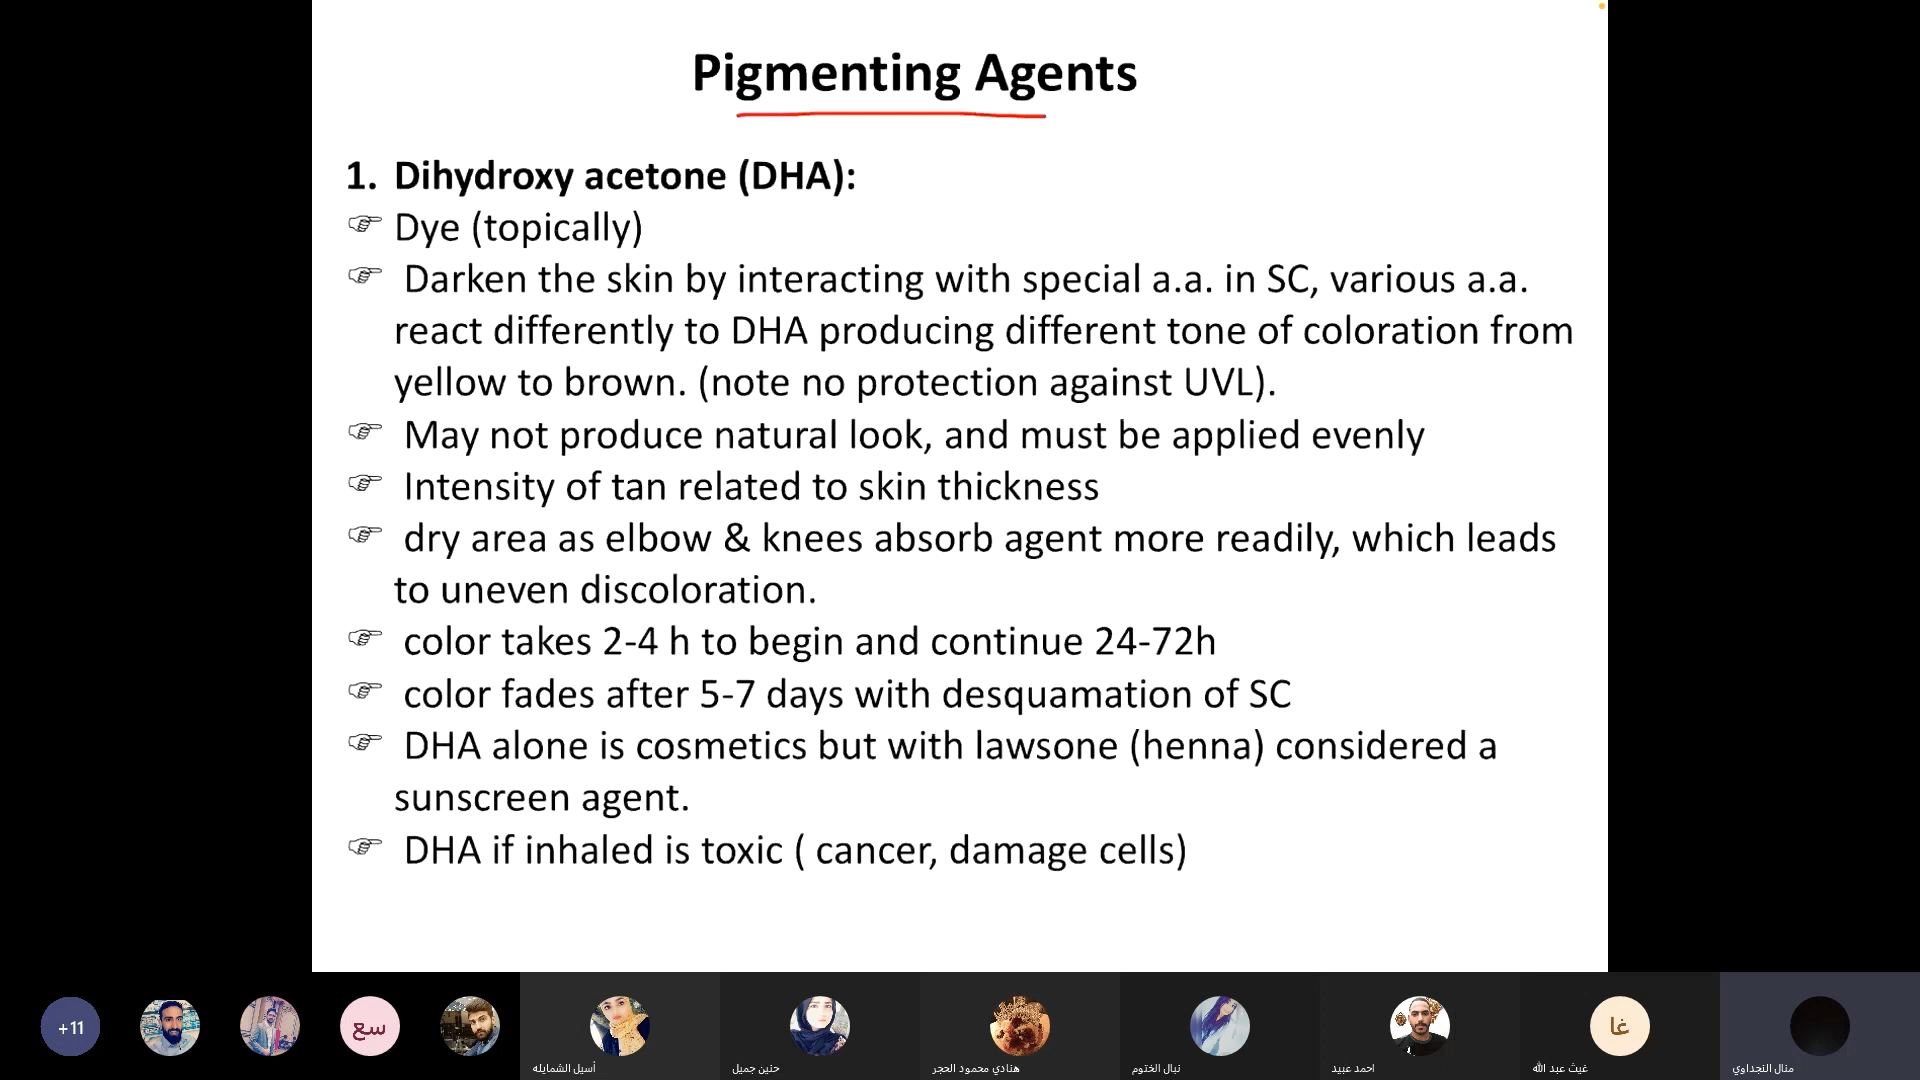 Pigmenting Agents
1. Dihydroxy acetone (DHA):
☞ Dye (topically)
☞ Darken the skin by interacting with special a.a. in SC, various a.a.
react differently to DHA producing different tone of coloration from
yellow to brown. (note no protection against UVL).
☞ May not produce natural look, and must be applied evenly
☞ Intensity of tan related to skin thickness
☞ dry area as elbow & knees absorb agent more readily, which leads
to uneven discoloration.
☞ color takes 2-4 h to begin and continue 24-72h
☞ color fades after 5-7 days with desquamation of SC
☞ DHA alone is cosmetics but with lawsone (henna) considered a
sunscreen agent.
☞ DHA if inhaled is toxic ( cancer, damage cells)
+11
سع
غا
أسيل الشمايله
حنين جميل
هنادي محمود الحجر
نبال الختوم
احمد عبيد
غيث عبد الله
منال النجداوي